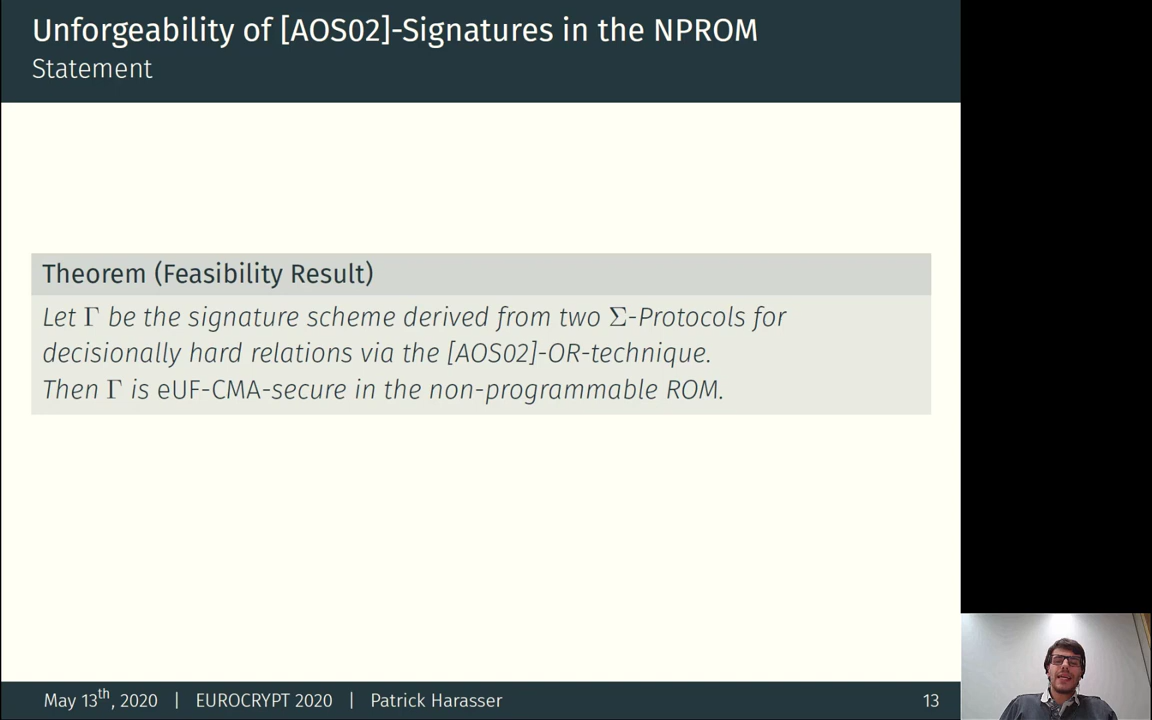 Unforgeability of [AOS02]-Signatures in the NPROM
Statement
Theorem (Feasibility Result)
Let Γ be the signature scheme derived from two Σ-Protocols for
decisionally hard relations via the [AOS02]-OR-technique.
Then Γ is eUF-CMA-secure in the non-programmable ROM.
May 13th, 2020 | EUROCRYPT 2020 | Patrick Harasser 13